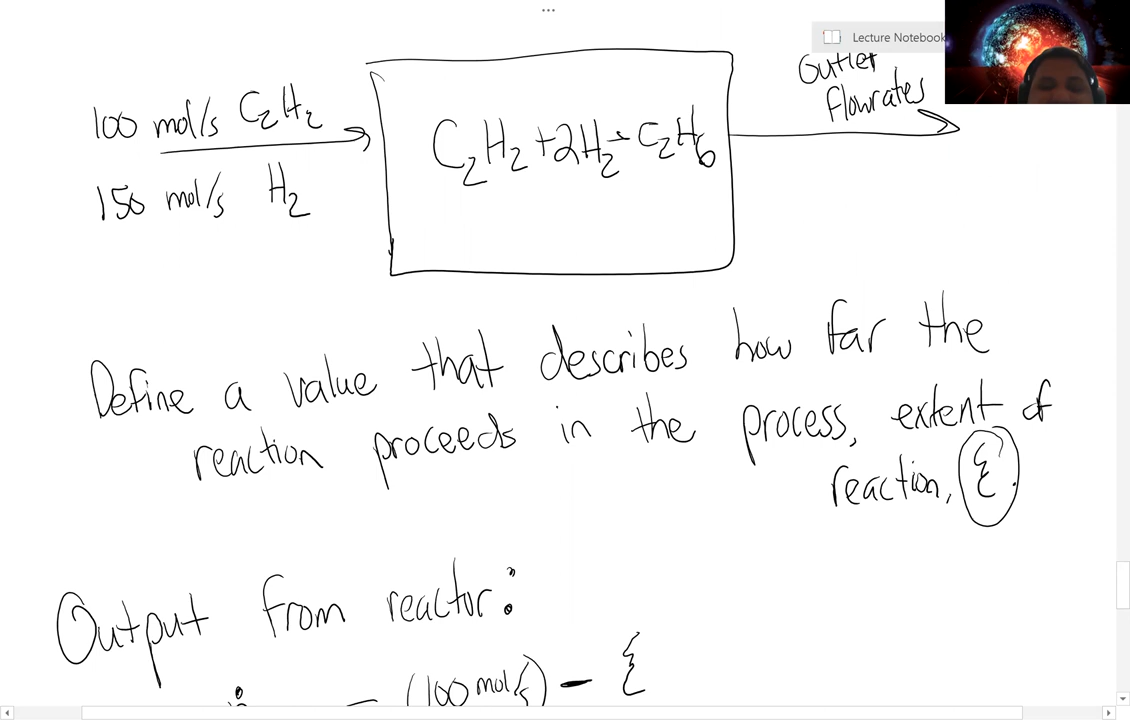 Lecture Notebook
Outlet
flowrates
100 mol/s C₂H₂
150 mol/s H₂
C₂H₂ + 2H₂ → C₂H₆
Define a value that describes how far the
reaction proceeds in the process, extent of
reaction, ξ.
Output from reactor:
ṅ = (100 mol/s) - ξ